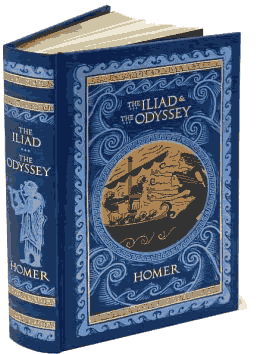 THE ILIAD &
THE ODYSSEY
HOMER
THE
ILIAD
THE
ODYSSEY
HOMER